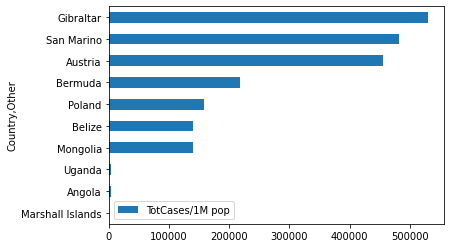 Gibraltar
San Marino
Austria
Bermuda
Poland
Belize
Mongolia
Uganda
Angola
Marshall Islands
Country,Other
TotCases/1M pop
0 100000 200000 300000 400000 500000